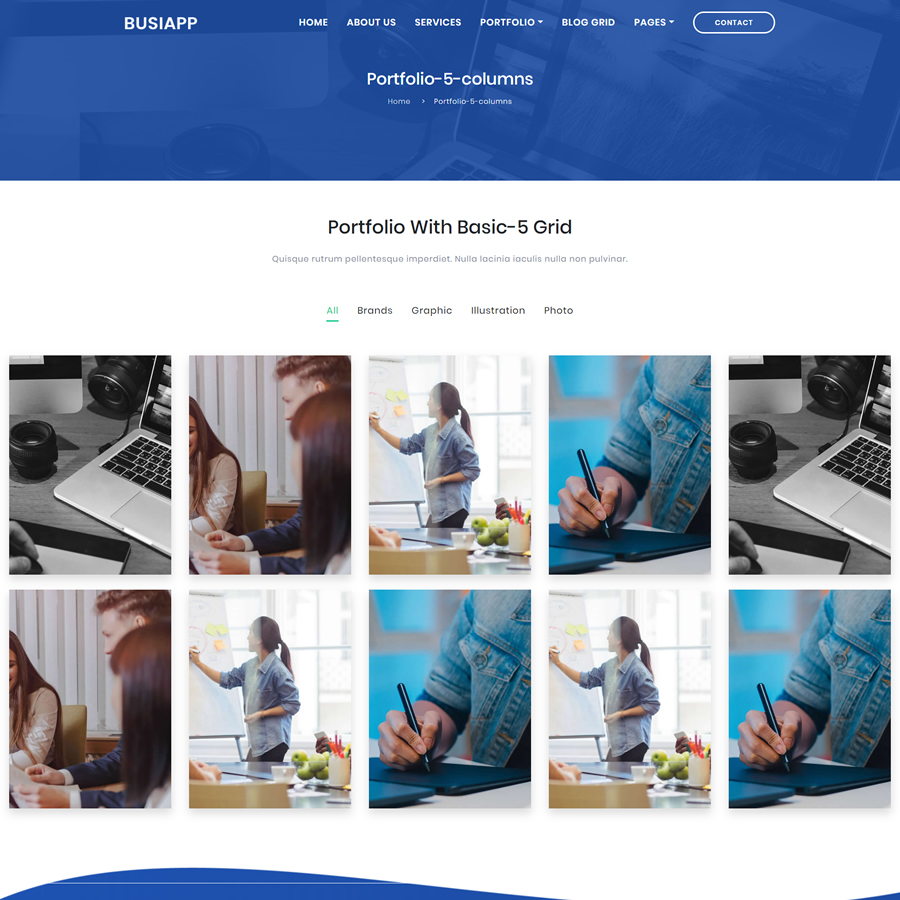 BUSIAPP HOME ABOUT US SERVICES PORTFOLIO BLOG GRID PAGES CONTACT
Portfolio-5-columns
Home › Portfolio-5-columns
Portfolio With Basic-5 Grid
Quisque rutrum pellentesque imperdiet. Nulla lacinia iaculis nulla non pulvinar.
All Brands Graphic Illustration Photo